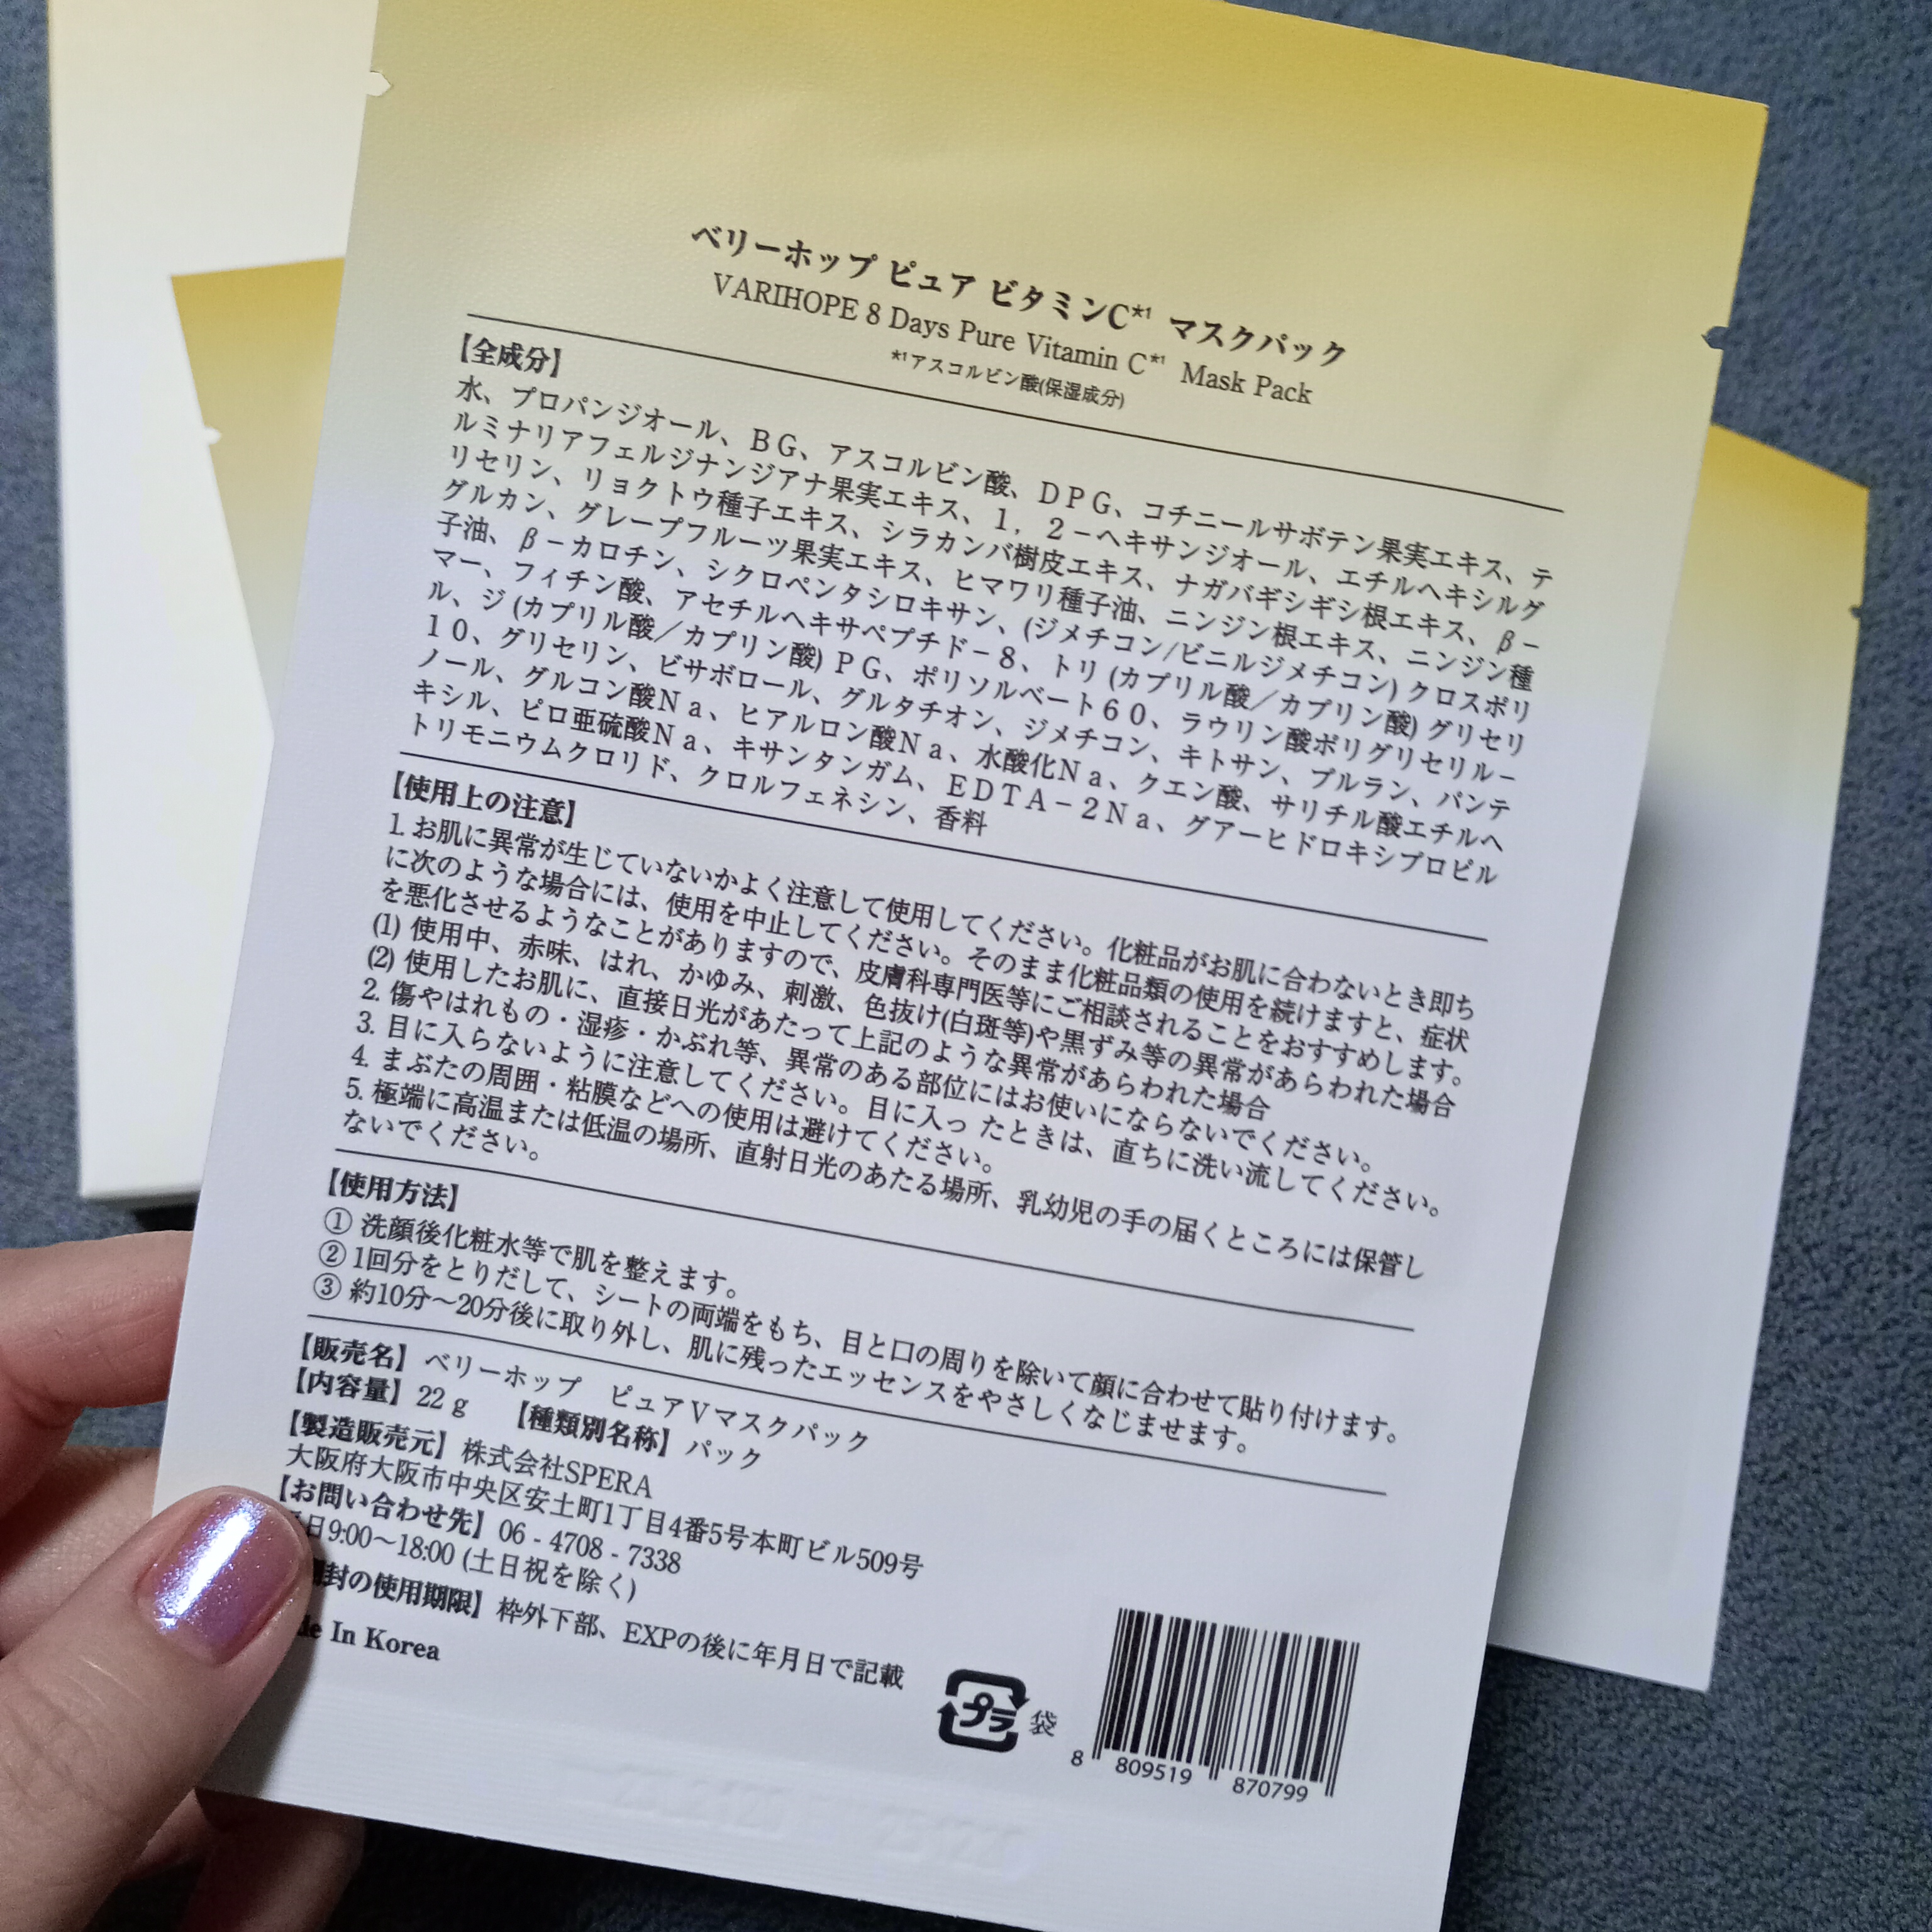 ベリーホップ ピュア ビタミンC*¹ マスクパック
VARIHOPE 8 Days Pure Vitamin C*¹ Mask Pack
*¹アスコルビン酸(保湿成分)
【全成分】
水、プロパンジオール、BG、アスコルビン酸、DPG、コチニールサボテン果実エキス、テ
ルミナリアフェルジナンジアナ果実エキス、1，2－ヘキサンジオール、エチルヘキシルグ
リセリン、リョクトウ種子エキス、シラカンバ樹皮エキス、ナガバギシギシ根エキス、β－
グルカン、グレープフルーツ果実エキス、ヒマワリ種子油、ニンジン根エキス、ニンジン種
子油、β－カロチン、シクロペンタシロキサン、(ジメチコン/ビニルジメチコン) クロスポリ
マー、フィチン酸、アセチルヘキサペプチド－8、トリ (カプリル酸／カプリン酸) グリセリ
ル、ジ (カプリル酸／カプリン酸) PG、ポリソルベート60、ラウリン酸ポリグリセリル－
10、グリセリン、ビサボロール、グルタチオン、ジメチコン、キトサン、プルラン、パンテ
ノール、グルコン酸Na、ヒアルロン酸Na、水酸化Na、クエン酸、サリチル酸エチルヘ
キシル、ピロ亜硫酸Na、キサンタンガム、EDTA－2Na、グアーヒドロキシプロピル
トリモニウムクロリド、クロルフェネシン、香料
【使用上の注意】
1. お肌に異常が生じていないかよく注意して使用してください。化粧品がお肌に合わないとき即ち
に次のような場合には、使用を中止してください。そのまま化粧品類の使用を続けますと、症状
を悪化させるようなことがありますので、皮膚科専門医等にご相談されることをおすすめします。
(1) 使用中、赤味、はれ、かゆみ、刺激、色抜け(白斑等)や黒ずみ等の異常があらわれた場合
(2) 使用したお肌に、直接日光があたって上記のような異常があらわれた場合
2. 傷やはれもの・湿疹・かぶれ等、異常のある部位にはお使いにならないでください。
3. 目に入らないように注意してください。目に入っ たときは、直ちに洗い流してください。
4. まぶたの周囲・粘膜などへの使用は避けてください。
5. 極端に高温または低温の場所、直射日光のあたる場所、乳幼児の手の届くところには保管し
ないでください。
【使用方法】
① 洗顔後化粧水等で肌を整えます。
② 1回分をとりだして、シートの両端をもち、目と口の周りを除いて顔に合わせて貼り付けます。
③ 約10分～20分後に取り外し、肌に残ったエッセンスをやさしくなじませます。
【販売名】ベリーホップ ピュアVマスクパック
【内容量】22 g 【種類別名称】パック
【製造販売元】株式会社SPERA
大阪府大阪市中央区安土町1丁目4番5号本町ビル509号
【お問い合わせ先】06 - 4708 - 7338
日9:00～18:00 (土日祝を除く)
封の使用期限】枠外下部、EXPの後に年月日で記載
In Korea
プラ 袋
8 809519 870799